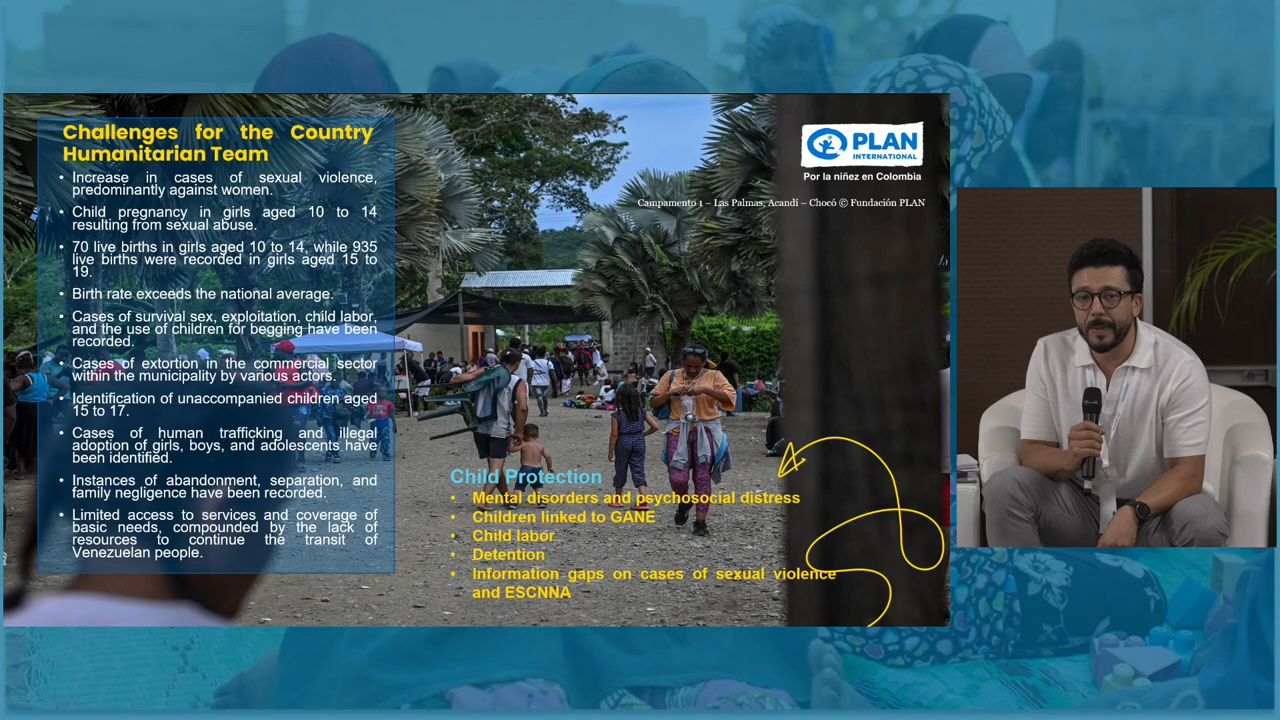 Challenges for the Country
Humanitarian Team
• Increase in cases of sexual violence,
predominantly against women.
• Child pregnancy in girls aged 10 to 14
resulting from sexual abuse.
• 70 live births in girls aged 10 to 14, while 935
live births were recorded in girls aged 15 to
19.
• Birth rate exceeds the national average.
• Cases of survival sex, exploitation, child labor,
and the use of children for begging have been
recorded.
• Cases of extortion in the commercial sector
within the municipality by various actors.
• Identification of unaccompanied children aged
15 to 17.
• Cases of human trafficking and illegal
adoption of girls, boys, and adolescents have
been identified.
• Instances of abandonment, separation, and
family negligence have been recorded.
• Limited access to services and coverage of
basic needs, compounded by the lack of
resources to continue the transit of
Venezuelan people.
PLAN
INTERNATIONAL
Por la niñez en Colombia
Campamento 1 – Las Palmas, Acandí – Chocó © Fundación PLAN
Child Protection
• Mental disorders and psychosocial distress
• Children linked to GANE
• Child labor
• Detention
• Information gaps on cases of sexual violence
and ESCNNA